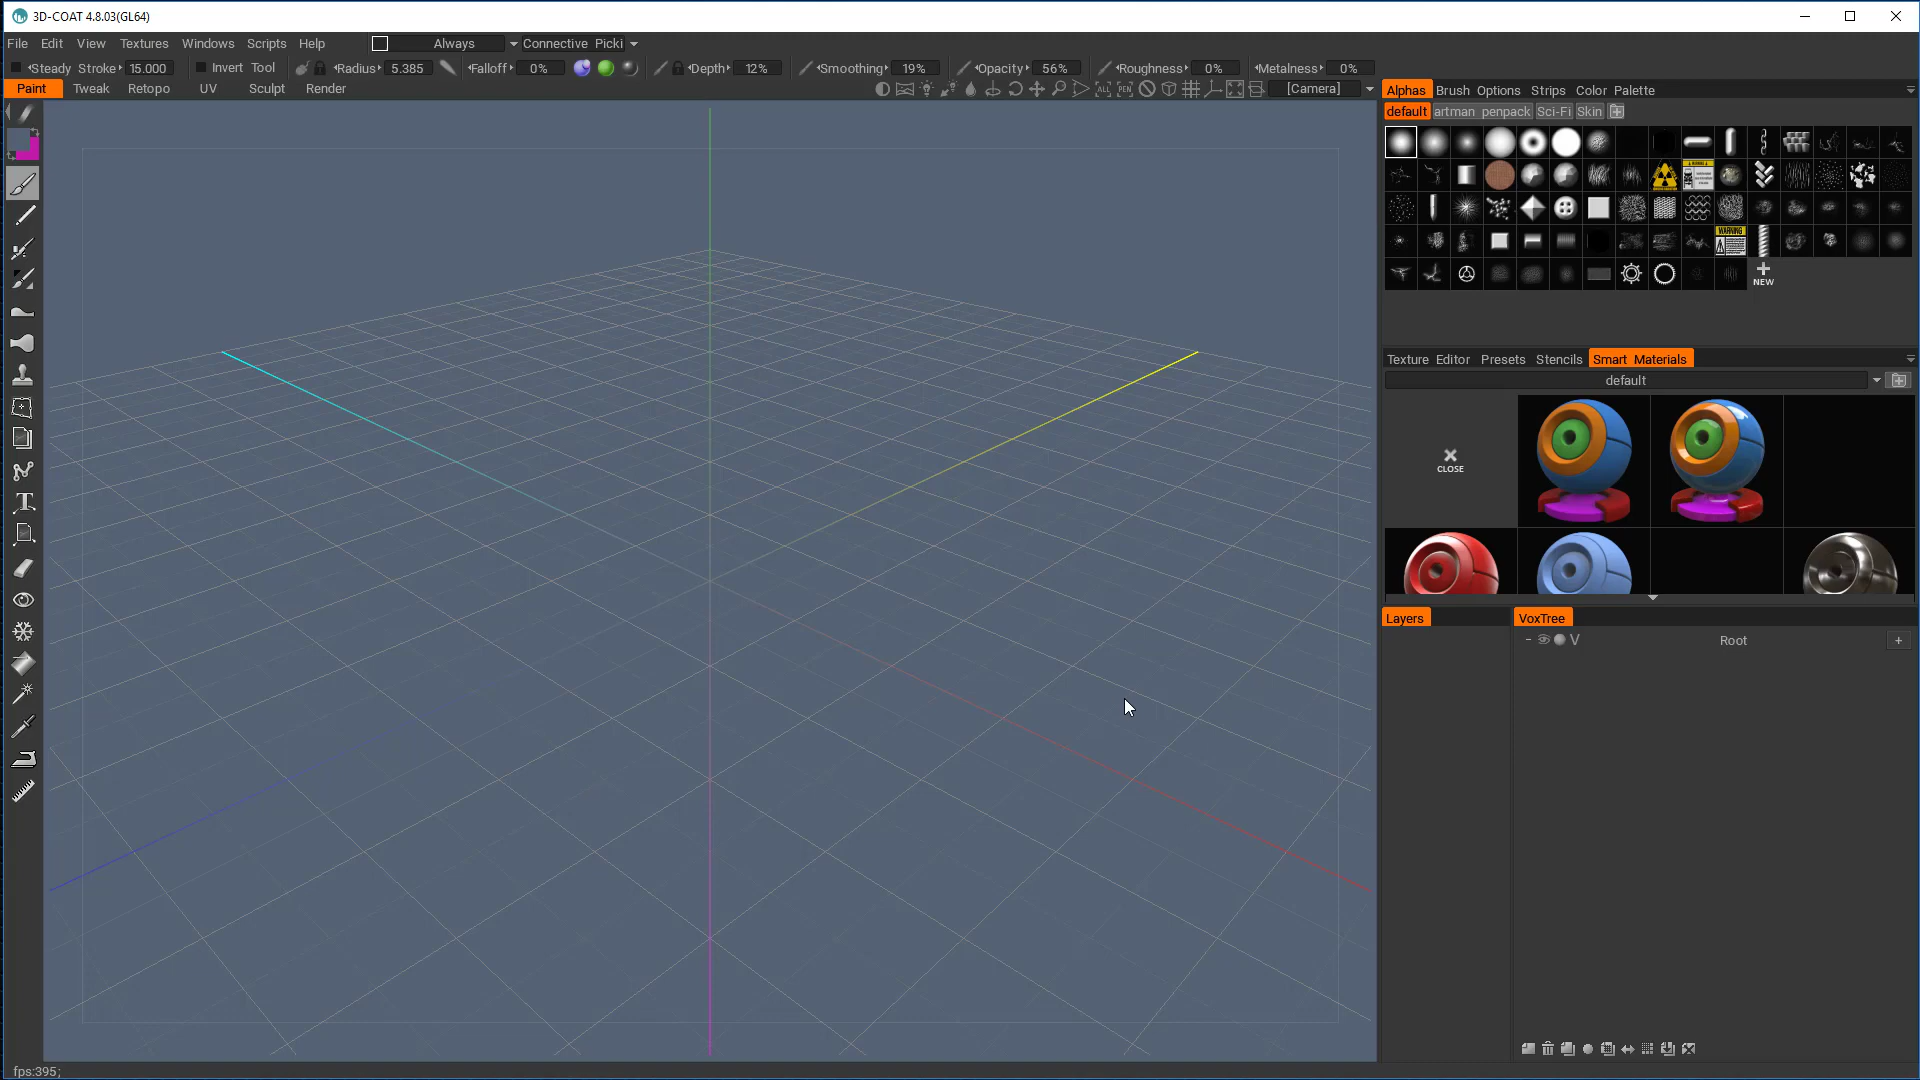 3D-COAT 4.8.03(GL64)
File Edit View Textures Windows Scripts Help Always Connective Picki
Steady Stroke 15.000 Invert Tool Radius 5.385 Falloff 0% Depth 12% Smoothing 19% Opacity 56% Roughness 0% Metalness 0%
Paint Tweak Retopo UV Sculpt Render ALL PEN [Camera]
Alphas Brush Options Strips Color Palette
default artman penpack Sci-Fi Skin
WARNING
NEW
Texture Editor Presets Stencils Smart Materials
default
CLOSE
Layers VoxTree
V Root +
fps:395;